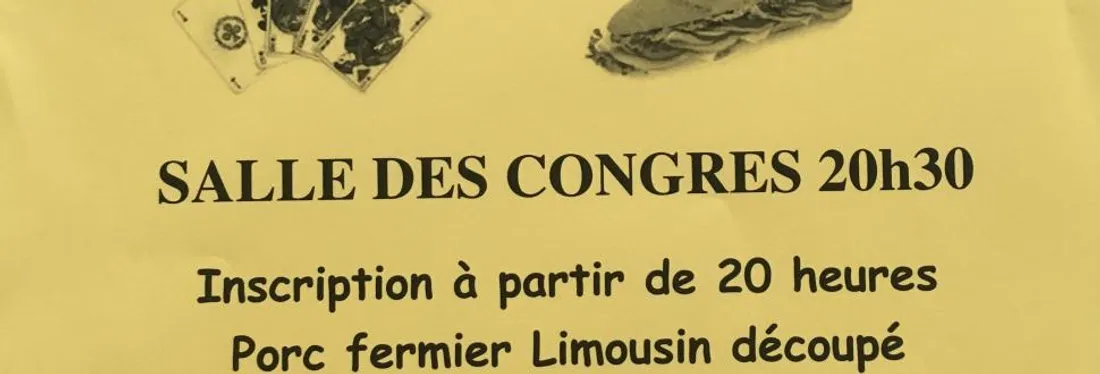 SALLE DES CONGRES 20h30
Inscription à partir de 20 heures
Porc fermier Limousin découpé